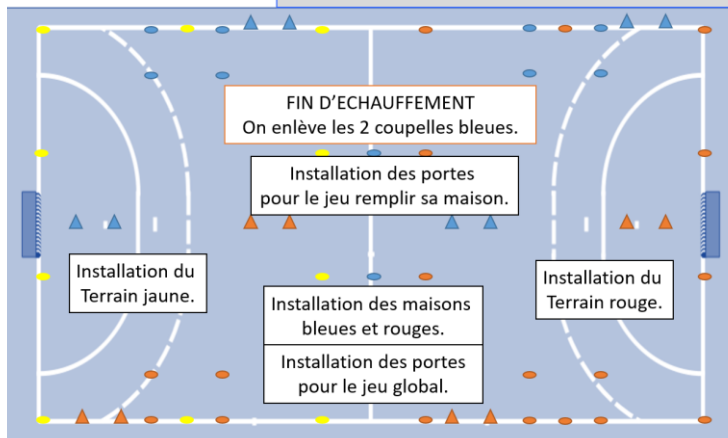 FIN D'ECHAUFFEMENT
On enlève les 2 coupelles bleues.
Installation des portes
pour le jeu remplir sa maison.
Installation du
Terrain jaune.
Installation des maisons
bleues et rouges.
Installation des portes
pour le jeu global.
Installation du
Terrain rouge.